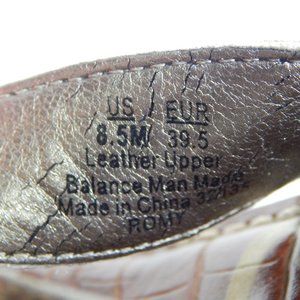 US EUR
8.5M/ 39.5
Leather Upper
Balance Man Made
Made in China
ROMY